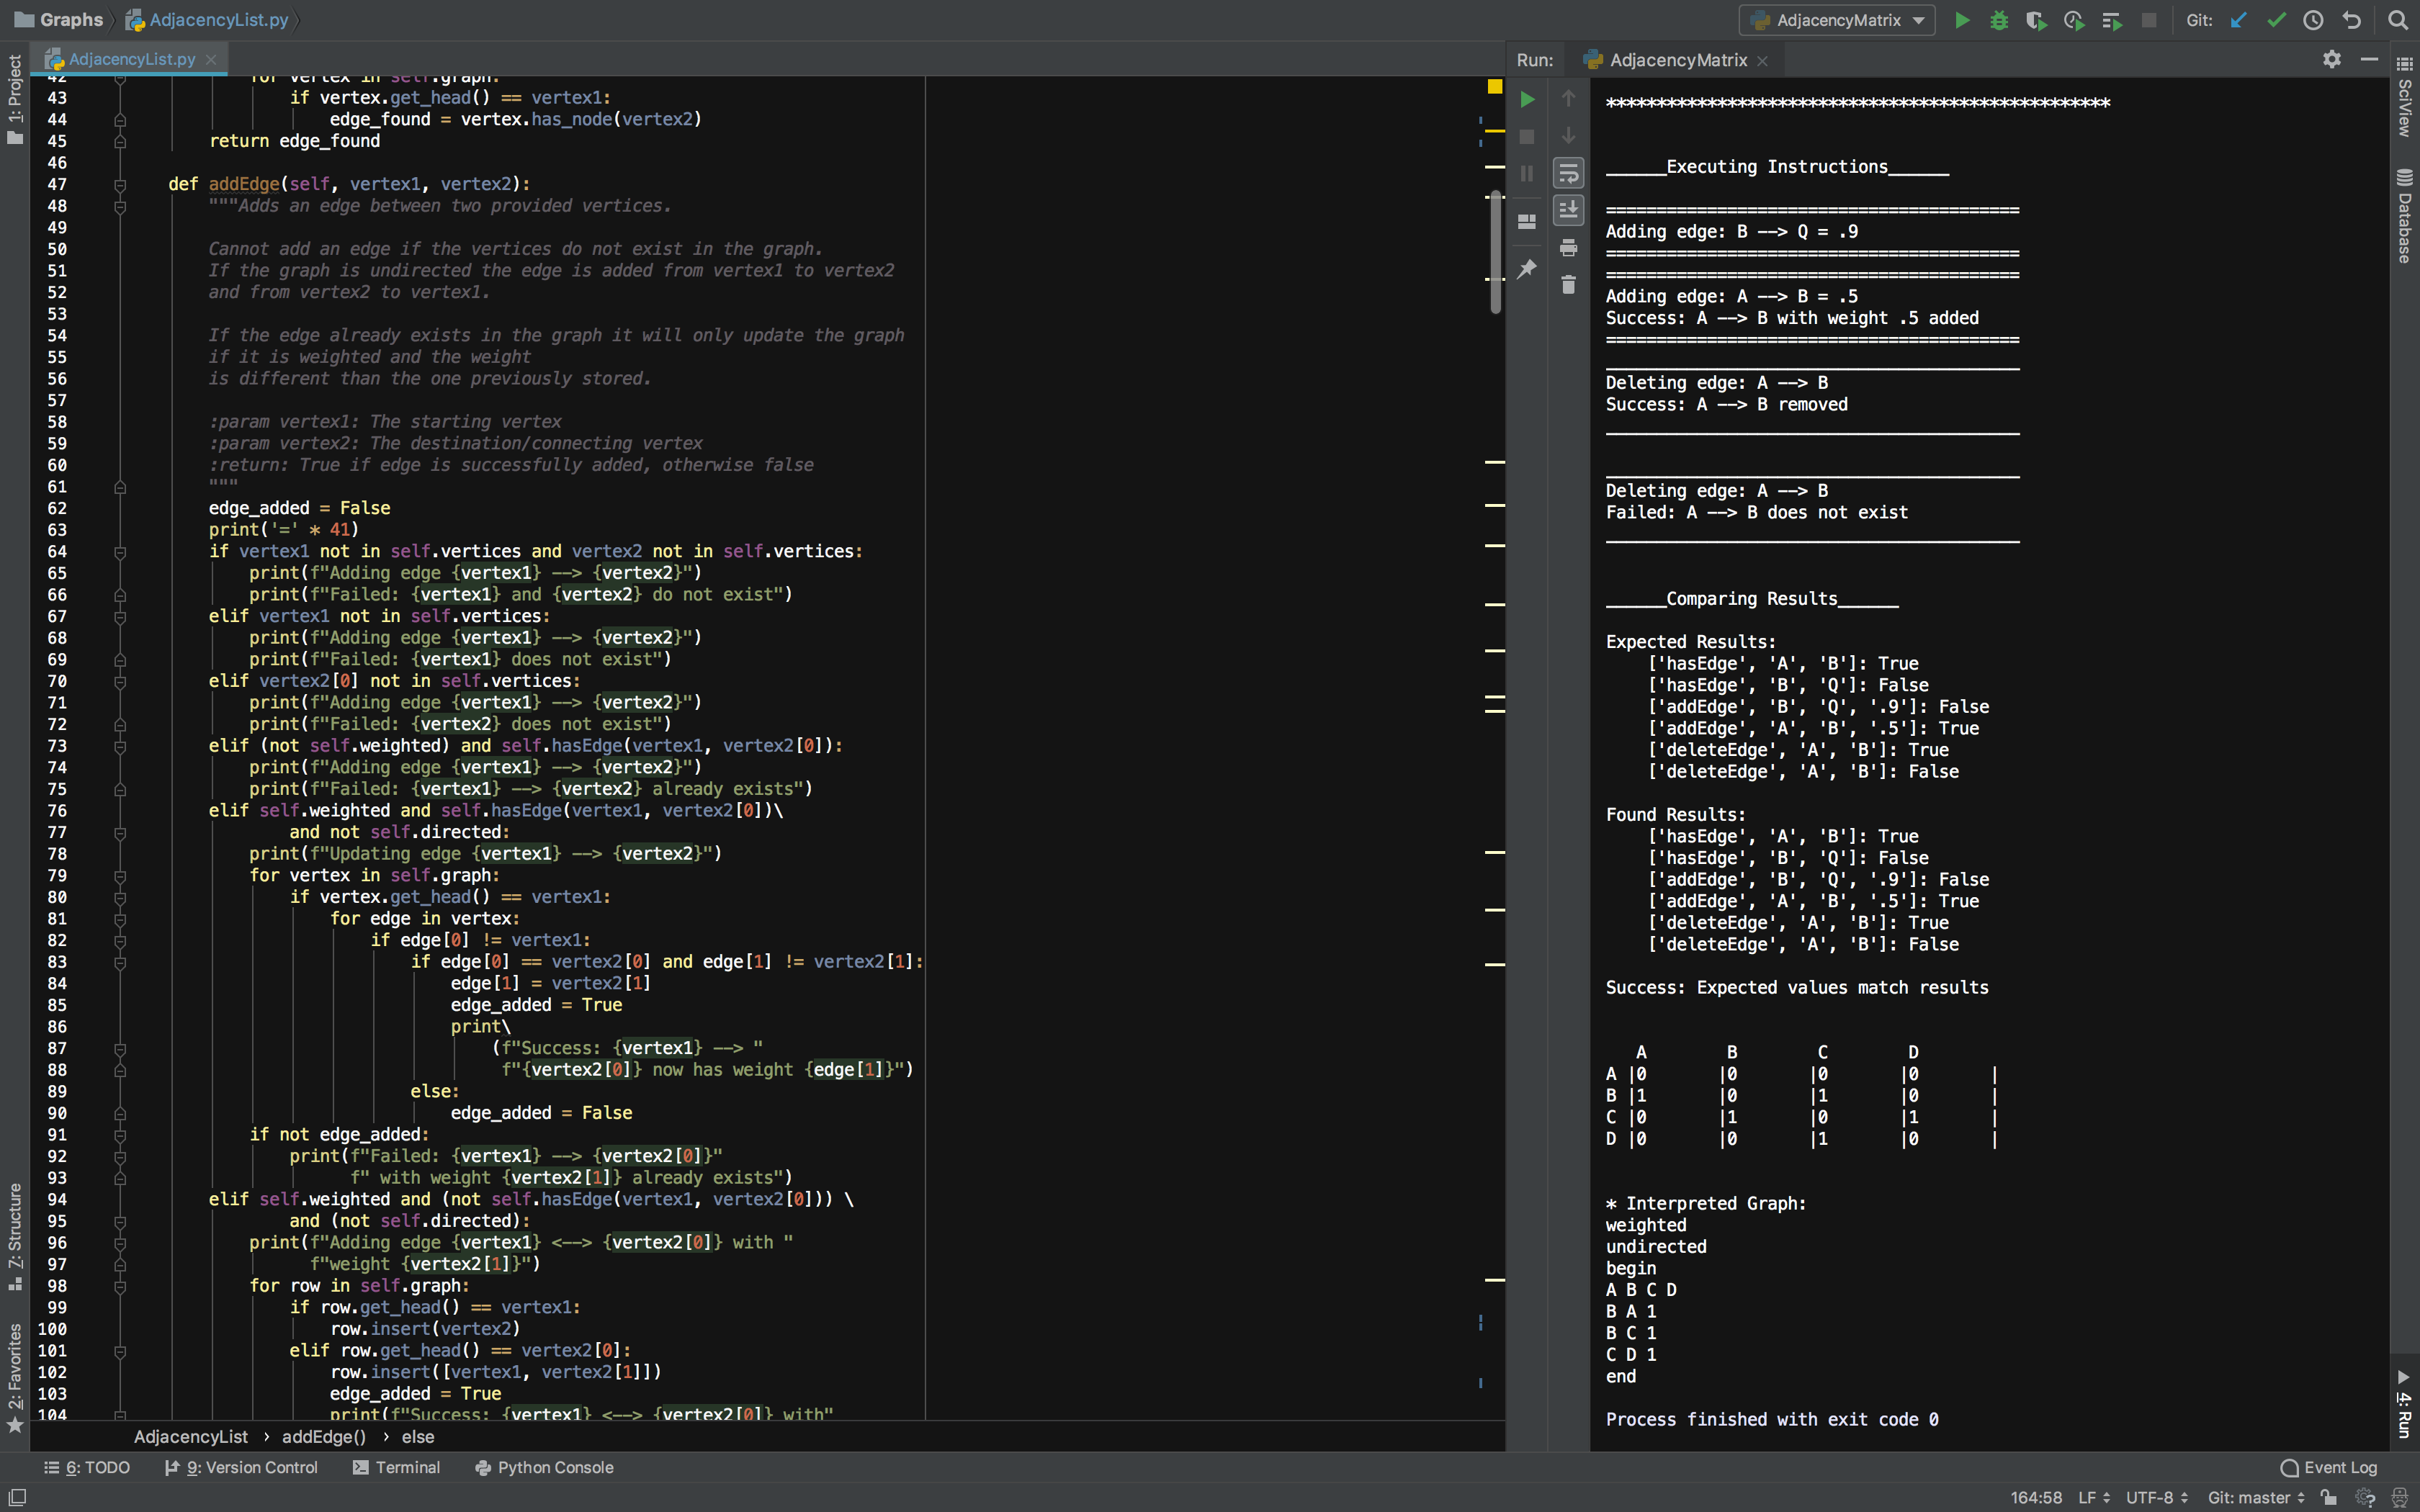 Graphs AdjacencyList.py
AdjacencyMatrix
Git:
AdjacencyList.py
Run: AdjacencyMatrix
1: Project
7: Structure
2: Favorites
42 for vertex in self.graph:
43 if vertex.get_head() == vertex1:
44 edge_found = vertex.has_node(vertex2)
45 return edge_found
46
47 def addEdge(self, vertex1, vertex2):
48 """Adds an edge between two provided vertices.
49
50 Cannot add an edge if the vertices do not exist in the graph.
51 If the graph is undirected the edge is added from vertex1 to vertex2
52 and from vertex2 to vertex1.
53
54 If the edge already exists in the graph it will only update the graph
55 if it is weighted and the weight
56 is different than the one previously stored.
57
58 :param vertex1: The starting vertex
59 :param vertex2: The destination/connecting vertex
60 :return: True if edge is successfully added, otherwise false
61 """
62 edge_added = False
63 print('=' * 41)
64 if vertex1 not in self.vertices and vertex2 not in self.vertices:
65 print(f"Adding edge {vertex1} --> {vertex2}")
66 print(f"Failed: {vertex1} and {vertex2} do not exist")
67 elif vertex1 not in self.vertices:
68 print(f"Adding edge {vertex1} --> {vertex2}")
69 print(f"Failed: {vertex1} does not exist")
70 elif vertex2[0] not in self.vertices:
71 print(f"Adding edge {vertex1} --> {vertex2}")
72 print(f"Failed: {vertex2} does not exist")
73 elif (not self.weighted) and self.hasEdge(vertex1, vertex2[0]):
74 print(f"Adding edge {vertex1} --> {vertex2}")
75 print(f"Failed: {vertex1} --> {vertex2} already exists")
76 elif self.weighted and self.hasEdge(vertex1, vertex2[0])\
77 and not self.directed:
78 print(f"Updating edge {vertex1} --> {vertex2}")
79 for vertex in self.graph:
80 if vertex.get_head() == vertex1:
81 for edge in vertex:
82 if edge[0] != vertex1:
83 if edge[0] == vertex2[0] and edge[1] != vertex2[1]:
84 edge[1] = vertex2[1]
85 edge_added = True
86 print\
87 (f"Success: {vertex1} --> "
88 f"{vertex2[0]} now has weight {edge[1]}")
89 else:
90 edge_added = False
91 if not edge_added:
92 print(f"Failed: {vertex1} --> {vertex2[0]}"
93 f" with weight {vertex2[1]} already exists")
94 elif self.weighted and (not self.hasEdge(vertex1, vertex2[0])) \
95 and (not self.directed):
96 print(f"Adding edge {vertex1} <--> {vertex2[0]} with "
97 f"weight {vertex2[1]}")
98 for row in self.graph:
99 if row.get_head() == vertex1:
100 row.insert(vertex2)
101 elif row.get_head() == vertex2[0]:
102 row.insert([vertex1, vertex2[1]])
103 edge_added = True
104 print(f"Success: {vertex1} <--> {vertex2[0]} with"
AdjacencyList › addEdge() › else
**************************************************
______Executing Instructions______
=========================================
Adding edge: B --> Q = .9
=========================================
=========================================
Adding edge: A --> B = .5
Success: A --> B with weight .5 added
=========================================
_________________________________________
Deleting edge: A --> B
Success: A --> B removed
_________________________________________
_________________________________________
Deleting edge: A --> B
Failed: A --> B does not exist
_________________________________________
______Comparing Results______
Expected Results:
['hasEdge', 'A', 'B']: True
['hasEdge', 'B', 'Q']: False
['addEdge', 'B', 'Q', '.9']: False
['addEdge', 'A', 'B', '.5']: True
['deleteEdge', 'A', 'B']: True
['deleteEdge', 'A', 'B']: False
Found Results:
['hasEdge', 'A', 'B']: True
['hasEdge', 'B', 'Q']: False
['addEdge', 'B', 'Q', '.9']: False
['addEdge', 'A', 'B', '.5']: True
['deleteEdge', 'A', 'B']: True
['deleteEdge', 'A', 'B']: False
Success: Expected values match results
A B C D
A |0 |0 |0 |0 |
B |1 |0 |1 |0 |
C |0 |1 |0 |1 |
D |0 |0 |1 |0 |
* Interpreted Graph:
weighted
undirected
begin
A B C D
B A 1
B C 1
C D 1
end
Process finished with exit code 0
SciView
Database
4: Run
6: TODO 9: Version Control Terminal Python Console Event Log
164:58 LF UTF-8 Git: master